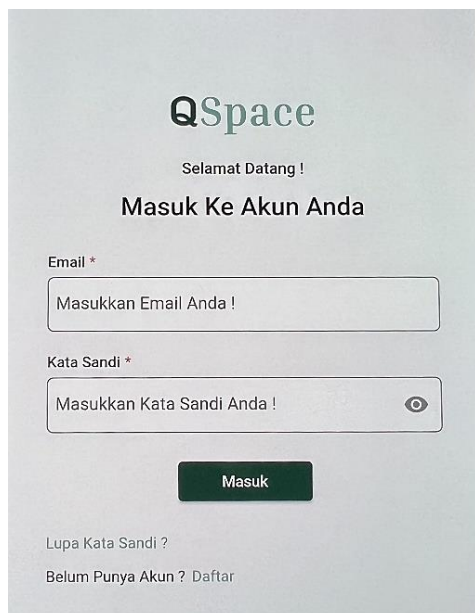 QSpace
Selamat Datang !
Masuk Ke Akun Anda
Email *
Masukkan Email Anda !
Kata Sandi *
Masukkan Kata Sandi Anda !
Masuk
Lupa Kata Sandi ?
Belum Punya Akun ? Daftar